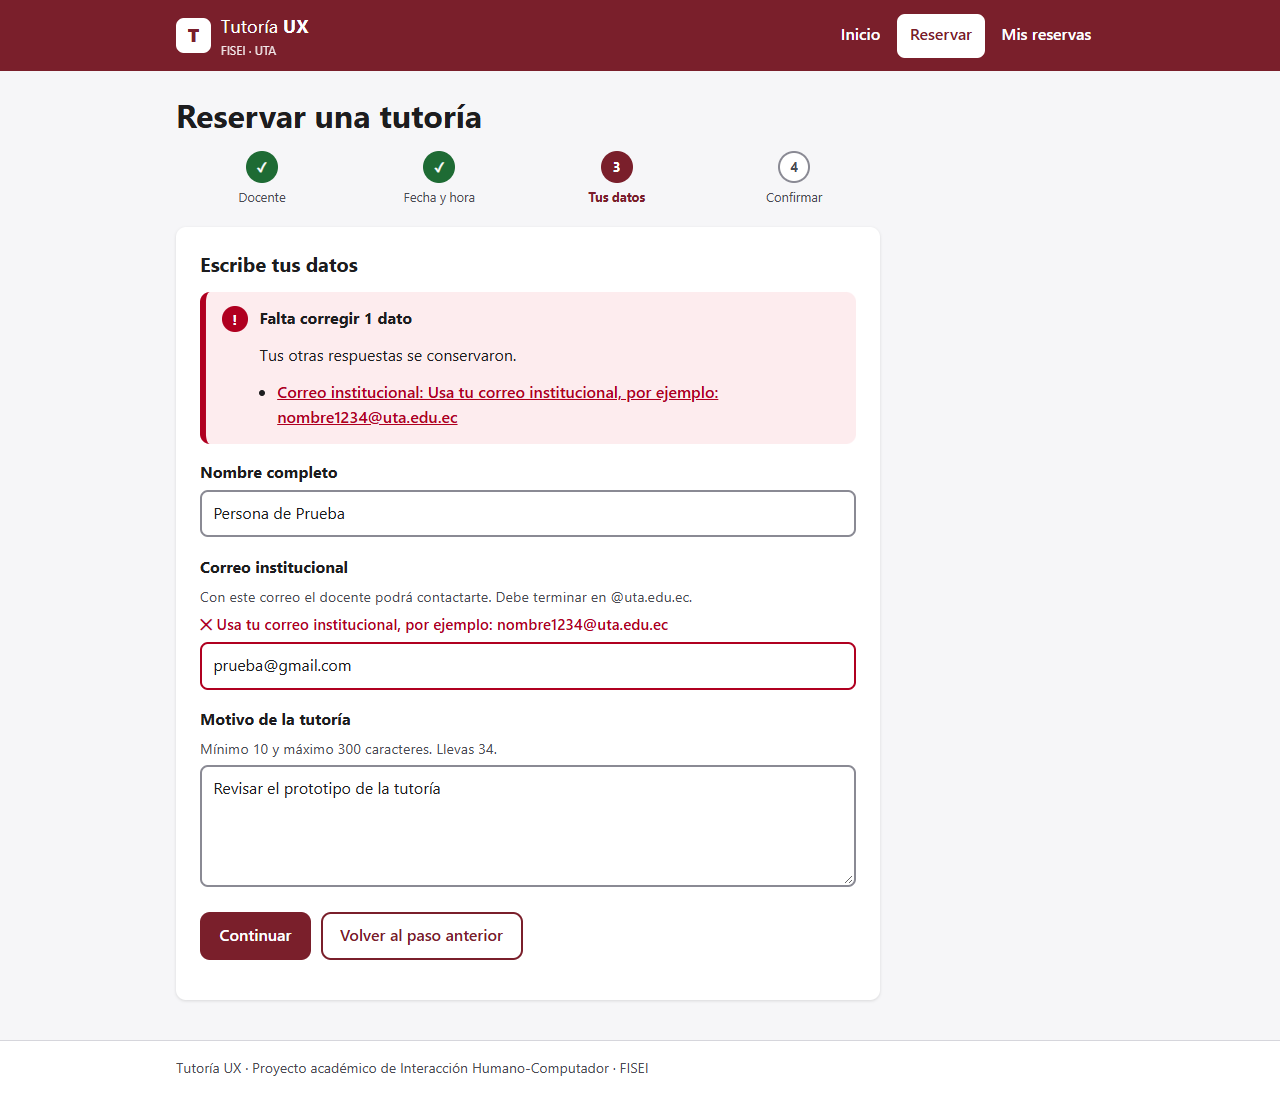 T
Tutoría UX
FISEI · UTA
Inicio
Reservar
Mis reservas
Reservar una tutoría
✓
✓
3
4
Docente
Fecha y hora
Tus datos
Confirmar
Escribe tus datos
!
Falta corregir 1 dato
Tus otras respuestas se conservaron.
• Correo institucional: Usa tu correo institucional, por ejemplo:
nombre1234@uta.edu.ec
Nombre completo
Persona de Prueba
Correo institucional
Con este correo el docente podrá contactarte. Debe terminar en @uta.edu.ec.
✕ Usa tu correo institucional, por ejemplo: nombre1234@uta.edu.ec
prueba@gmail.com
Motivo de la tutoría
Mínimo 10 y máximo 300 caracteres. Llevas 34.
Revisar el prototipo de la tutoría
Continuar
Volver al paso anterior
Tutoría UX · Proyecto académico de Interacción Humano-Computador · FISEI